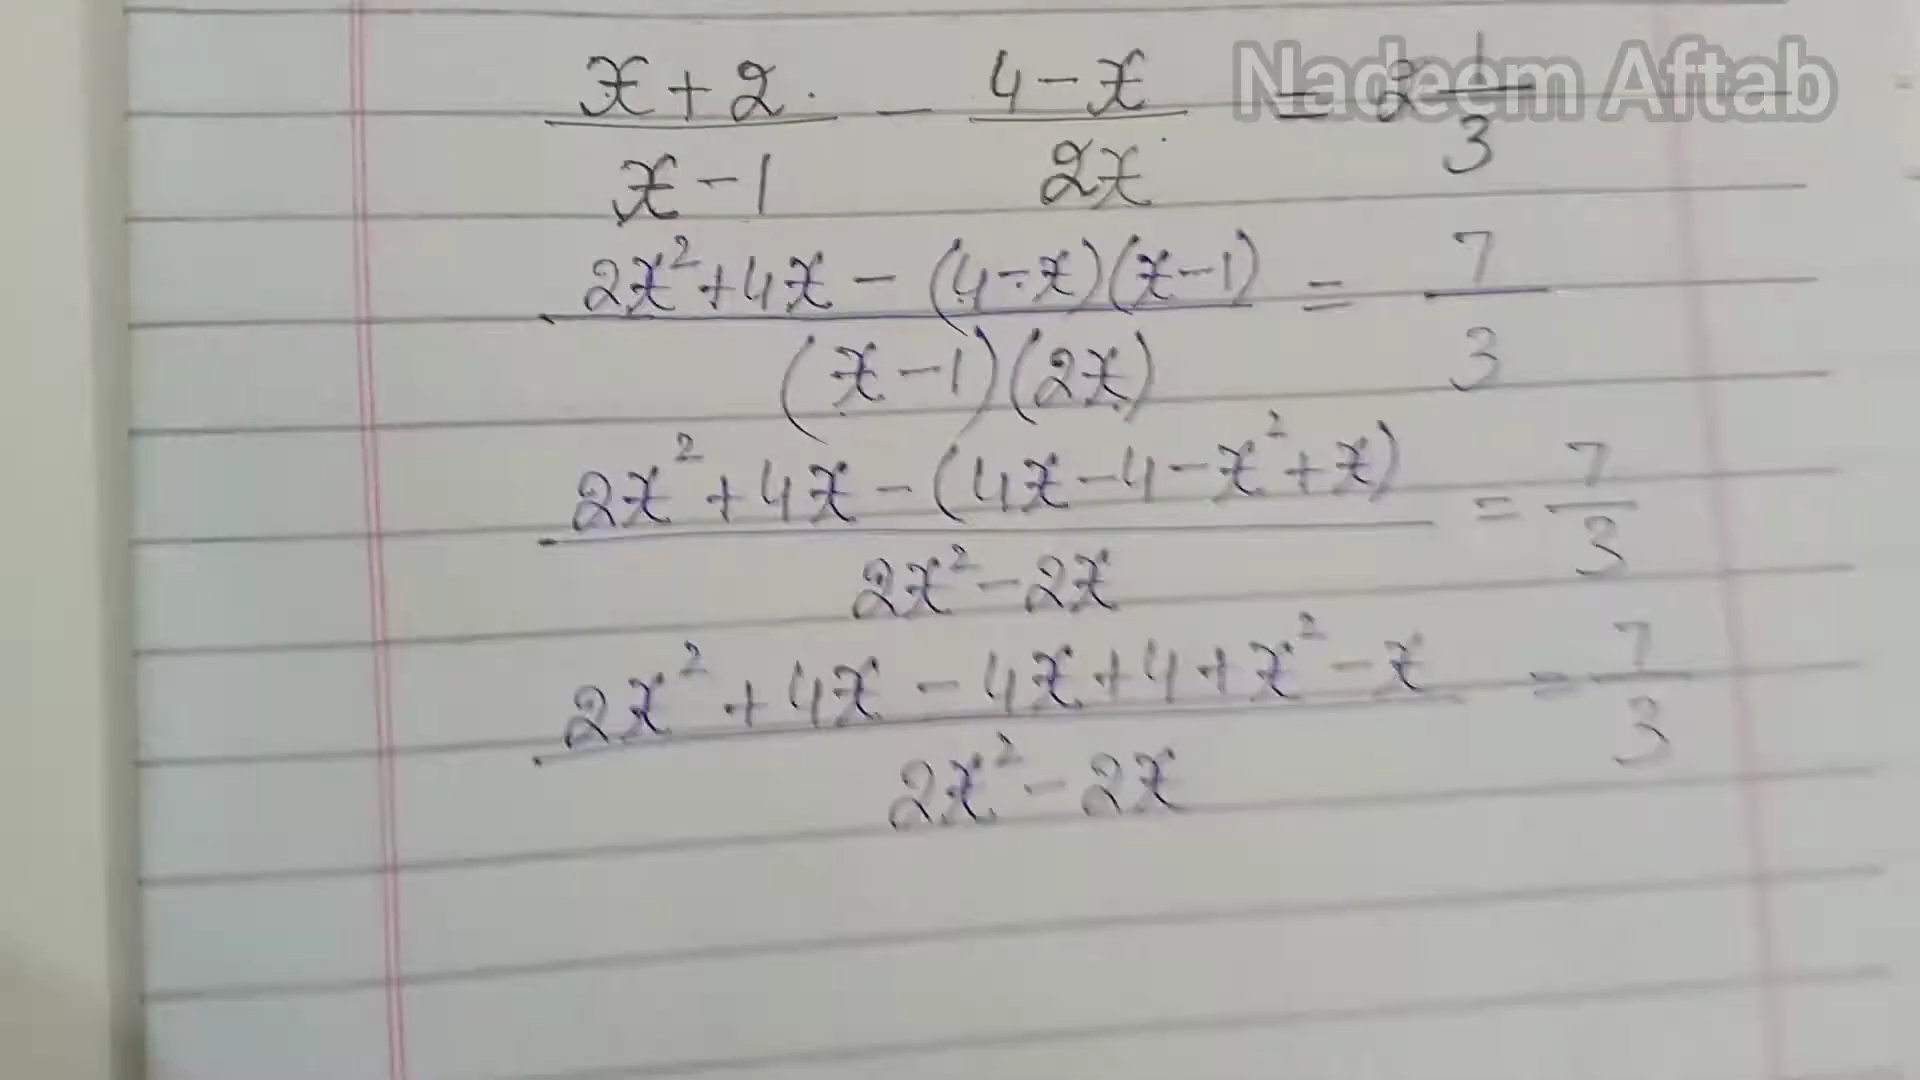 Nadeem Aftab
x+2/x-1 - 4-x/2x = 2 1/3
2x²+4x-(4-x)(x-1)/(x-1)(2x) = 7/3
2x²+4x-(4x-4-x²+x)/2x²-2x = 7/3
2x²+4x-4x+4+x²-x/2x²-2x = 7/3